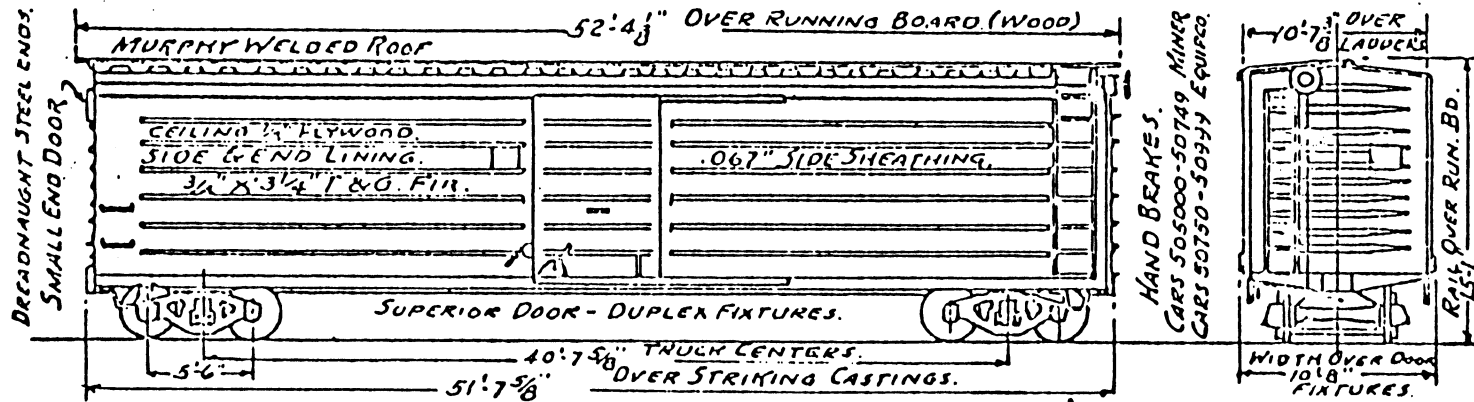 DREADNAUGHT STEEL ENDS.
SMALL END DOOR
52'-4 1/8" OVER RUNNING BOARD (WOOD)
MURPHY WELDED ROOF
CEILING 1/4" PLYWOOD.
SIDE & END LINING.
3 1/4" T & G. FIR.
.067" SIDE SHEATHING.
SUPERIOR DOOR - DUPLEX FIXTURES.
5'-6"
40'-7 5/8" TRUCK CENTERS.
51'-7 5/8" OVER STRIKING CASTINGS.
HAND BRAKES.
CARS 505000-50749 MINER
CARS 50750-50999 EQUIPCO.
10'-7 3/8" OVER
LADDERS
RAIL OVER RUN. BD.
WIDTH OVER DOOR
10'8"
FIXTURES.